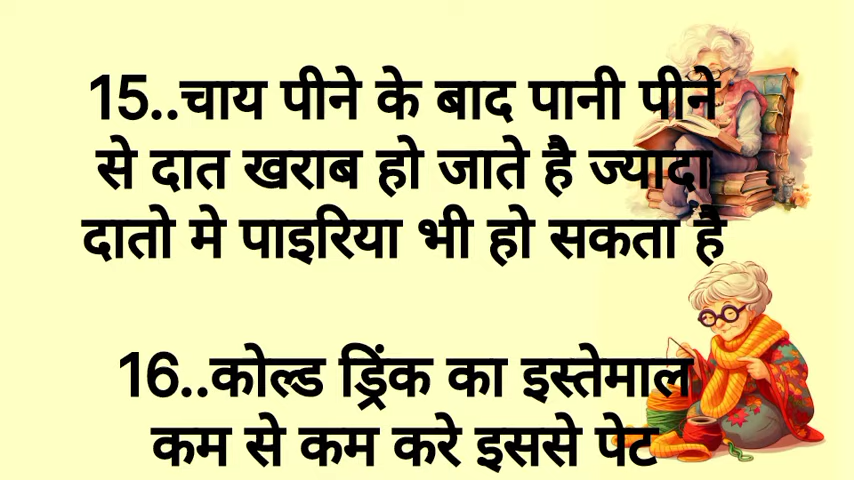 15..चाय पीने के बाद पानी पीने
से दात खराब हो जाते है ज्यादा
दातो मे पाइरिया भी हो सकता है
16..कोल्ड ड्रिंक का इस्तेमाल
कम से कम करे इससे पेट